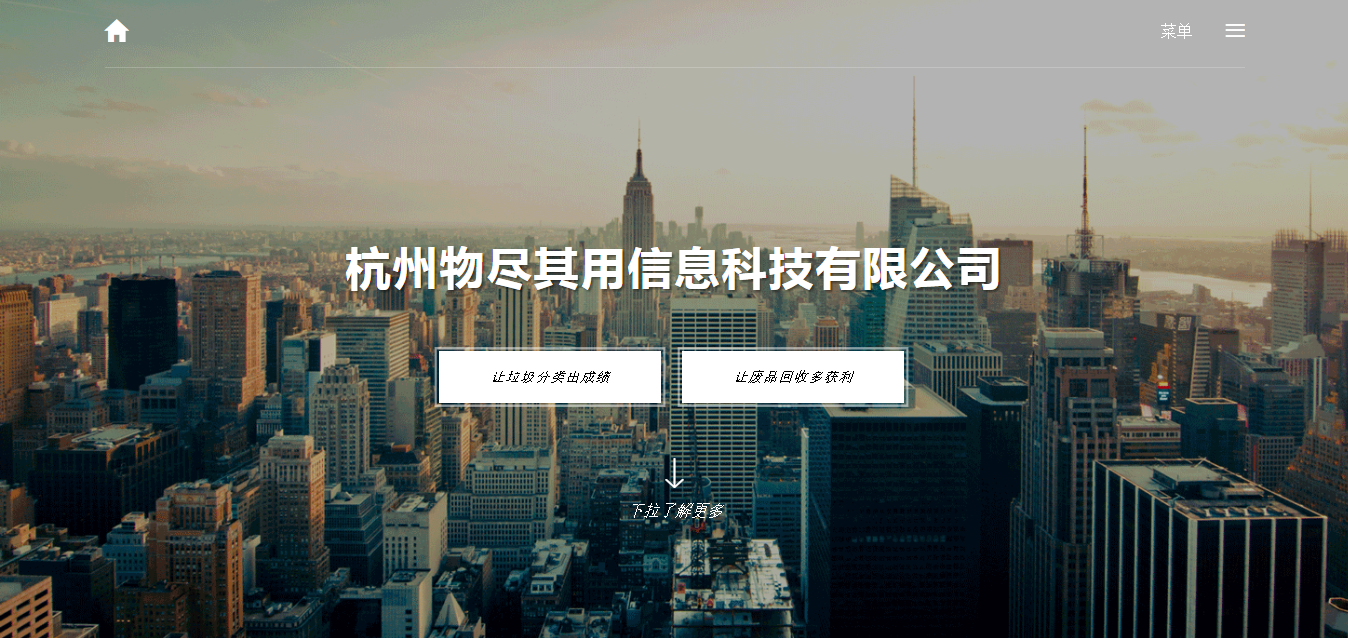 菜单
杭州物尽其用信息科技有限公司
让垃圾分类出成绩
让废品回收多获利
下拉了解更多